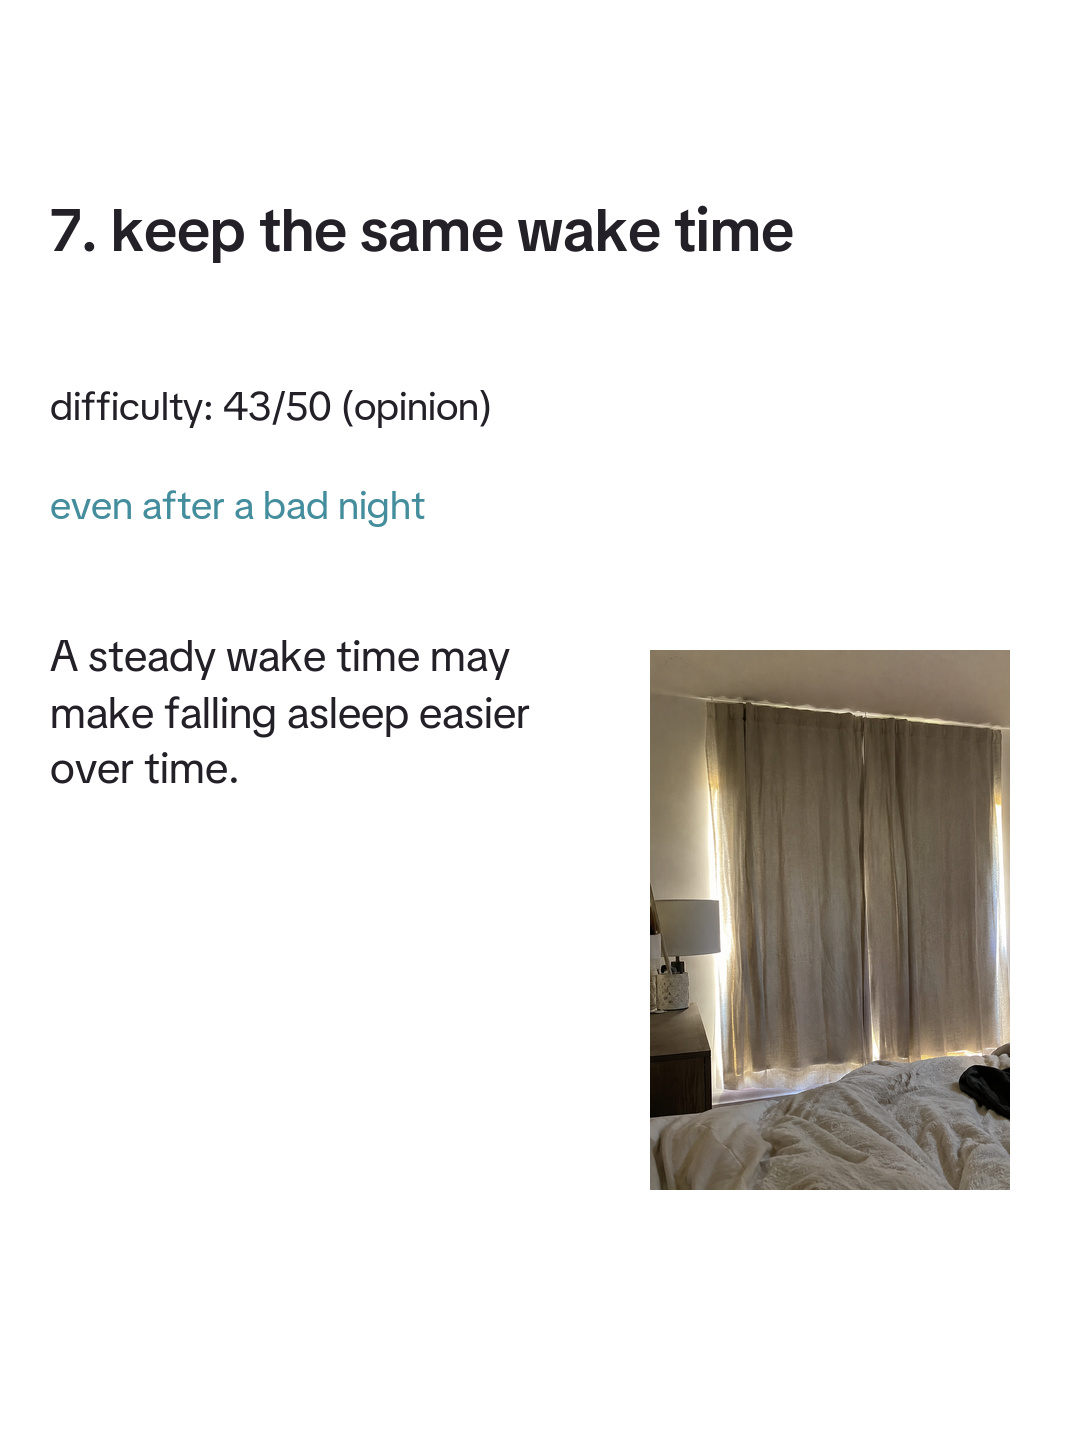 7. keep the same wake time
difficulty: 43/50 (opinion)
even after a bad night
A steady wake time may
make falling asleep easier
over time.